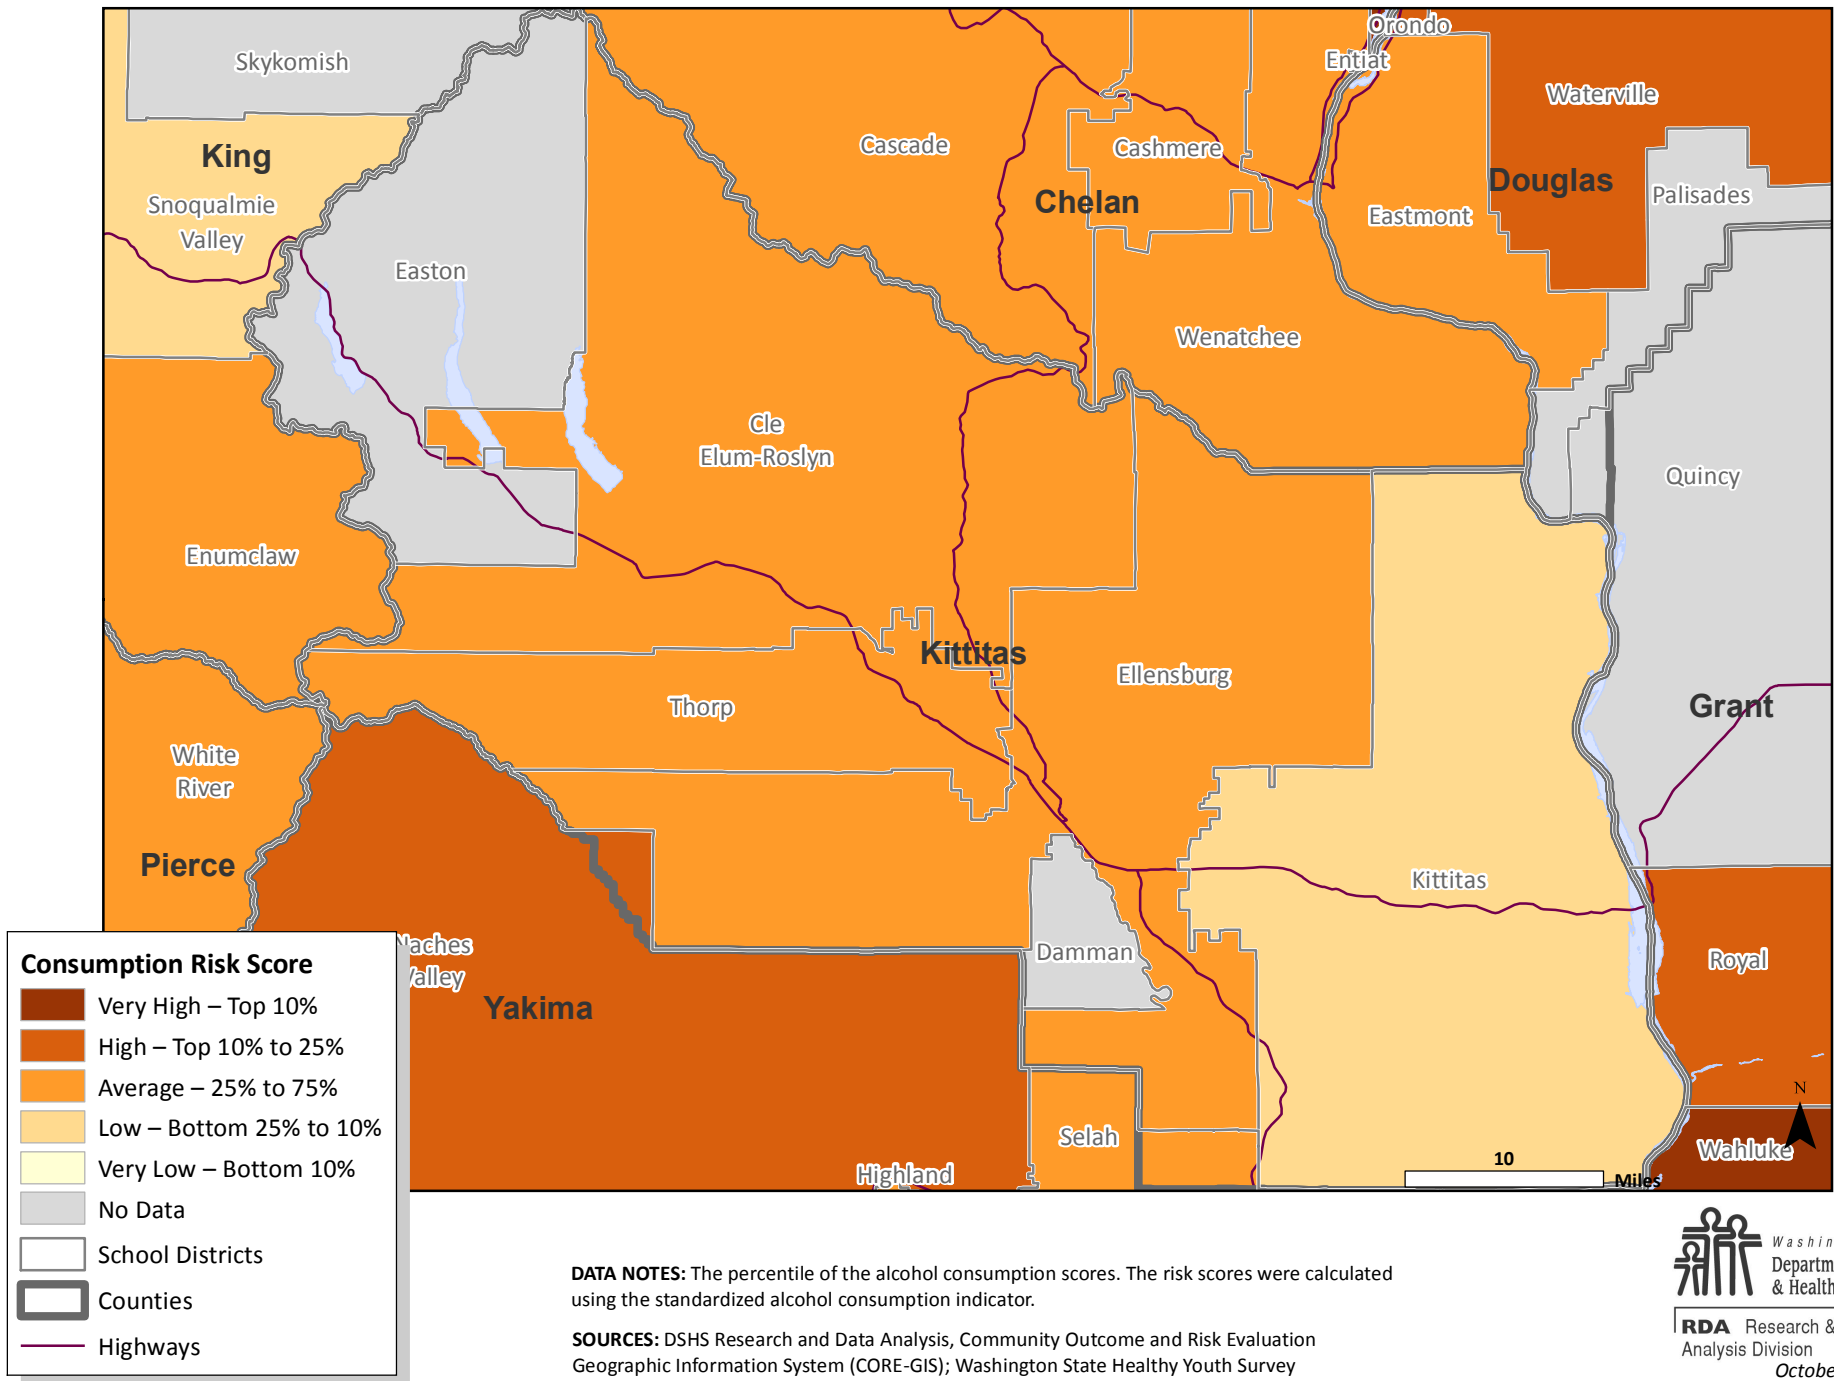 Skykomish
King
Snoqualmie
Valley
Easton
Cascade
Cashmere
Chelan
Orondo
Entiat
Waterville
Douglas
Palisades
Eastmont
Wenatchee
Cle
Elum-Roslyn
Quincy
Enumclaw
Kittitas
Ellensburg
Thorp
Grant
White
River
Pierce
Kittitas
Naches
Valley
Yakima
Damman
Royal
Selah
Highland
Wahluke
N
10
Miles
Consumption Risk Score
Very High – Top 10%
High – Top 10% to 25%
Average – 25% to 75%
Low – Bottom 25% to 10%
Very Low – Bottom 10%
No Data
School Districts
Counties
Highways
DATA NOTES: The percentile of the alcohol consumption scores. The risk scores were calculated
using the standardized alcohol consumption indicator.
SOURCES: DSHS Research and Data Analysis, Community Outcome and Risk Evaluation
Geographic Information System (CORE-GIS); Washington State Healthy Youth Survey
Washin
Departm
& Health
RDA Research &
Analysis Division
Octobe